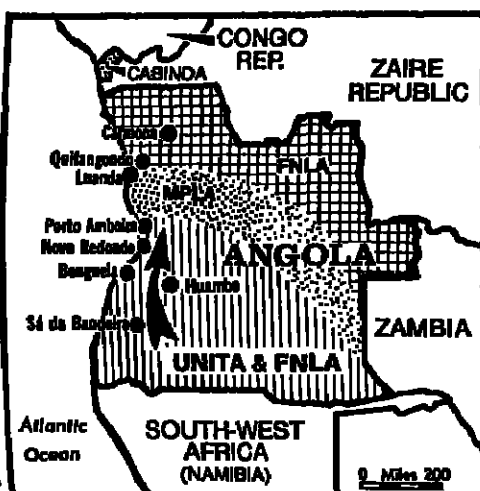 CONGO
REP.
CABINDA
ZAIRE
REPUBLIC
Quifangondo
FNLA
Luanda
MPLA
Porto Amboim
Novo Redondo
ANGOLA
Benguela
Huambo
Sá da Bandeira
ZAMBIA
UNITA & FNLA
Atlantic
Ocean
SOUTH-WEST
AFRICA
(NAMIBIA)
0 Miles 200